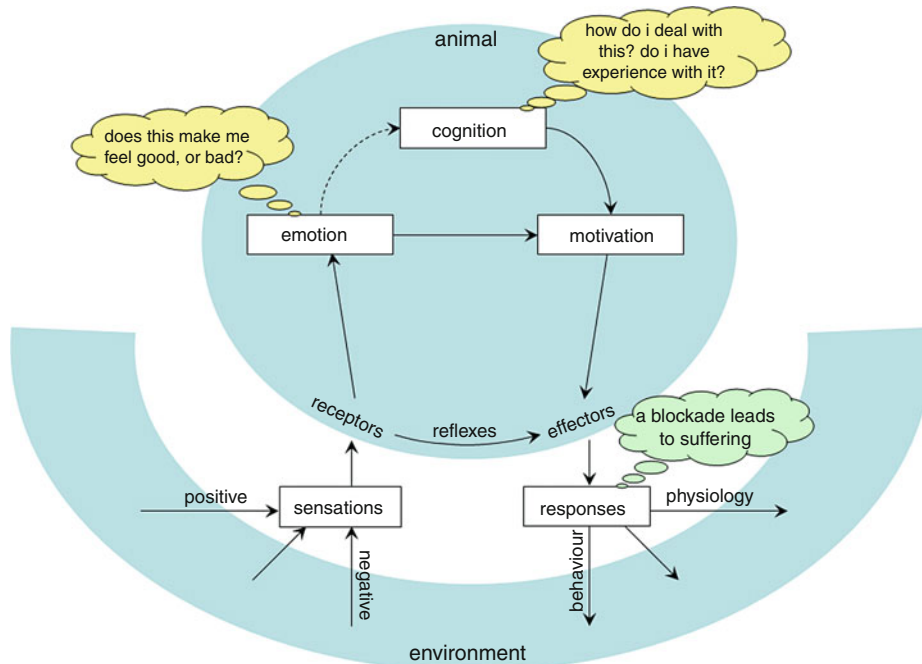 animal
how do i deal with
this? do i have
experience with it?
does this make me
feel good, or bad?
cognition
emotion
motivation
receptors
reflexes
effectors
a blockade leads
to suffering
positive
sensations
negative
responses
physiology
behaviour
environment